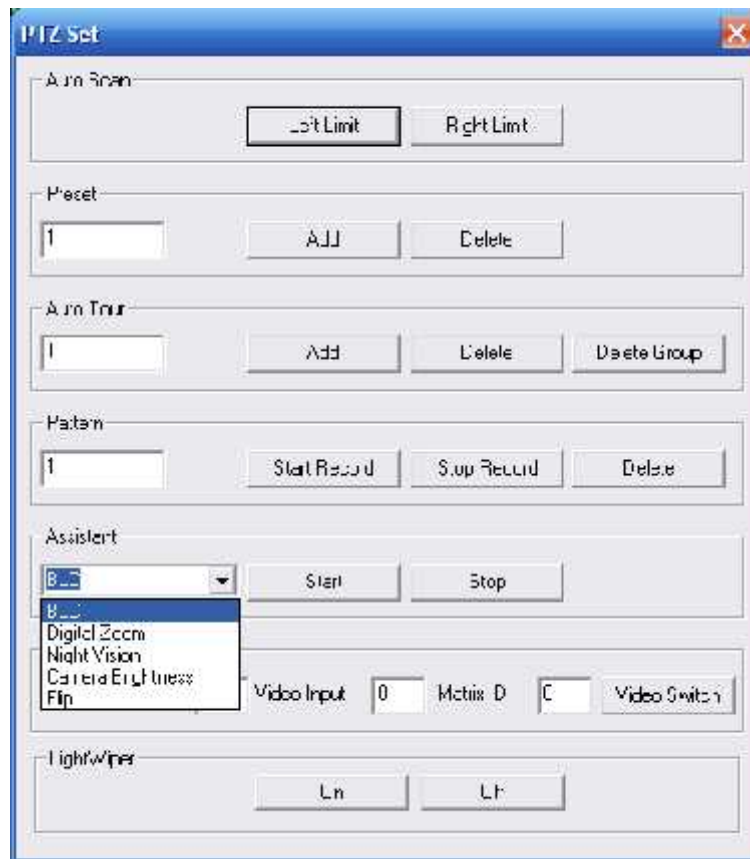 PTZ Set
Auto Scan
Left Limit Right Limit
Preset
1 Add Delete
Auto Tour
1 Add Delete Delete Group
Pattern
1 Start Record Stop Record Delete
Assistant
BLC Start Stop
BLC
Digital Zoom
Night Vision
Camera Brightness
Flip
Video Input 0 Matrix ID 0 Video Switch
LightWiper
On Off